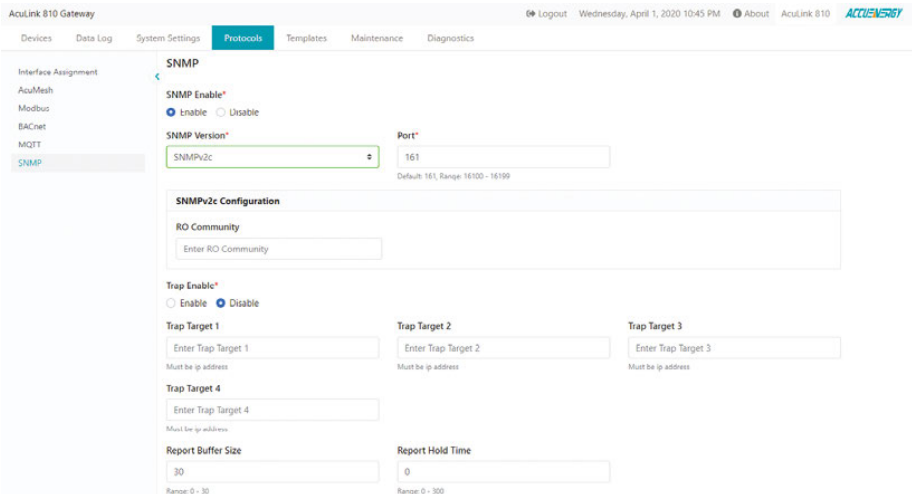 AcuLink 810 Gateway
Logout Wednesday, April 1, 2020 10:45 PM About AcuLink 810 ACCUENERGY
Devices Data Log System Settings Protocols Templates Maintenance Diagnostics
Interface Assignment
AcuMesh
Modbus
BACnet
MQTT
SNMP
SNMP
SNMP Enable*
Enable Disable
SNMP Version* Port*
SNMPv2c 161
Default: 161, Range: 16100 - 16199
SNMPv2c Configuration
RO Community
Enter RO Community
Trap Enable*
Enable Disable
Trap Target 1 Trap Target 2 Trap Target 3
Enter Trap Target 1 Enter Trap Target 2 Enter Trap Target 3
Must be ip address Must be ip address Must be ip address
Trap Target 4
Enter Trap Target 4
Must be ip address
Report Buffer Size Report Hold Time
30 0
Range: 0 - 30 Range: 0 - 300